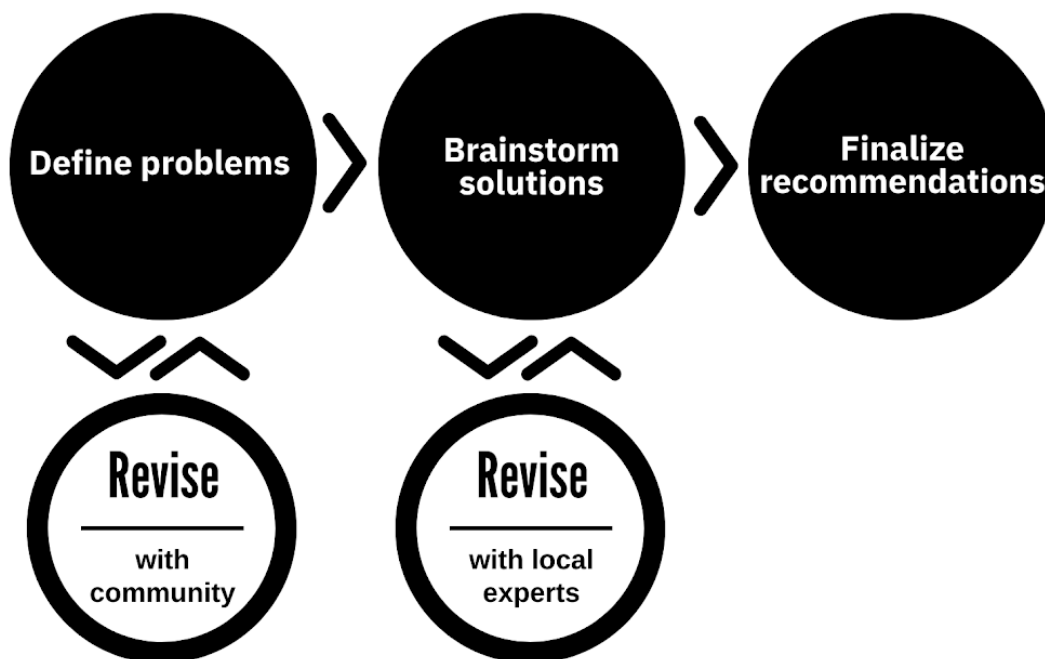 Define problems
Brainstorm
solutions
Finalize
recommendations
Revise
with
community
Revise
with local
experts